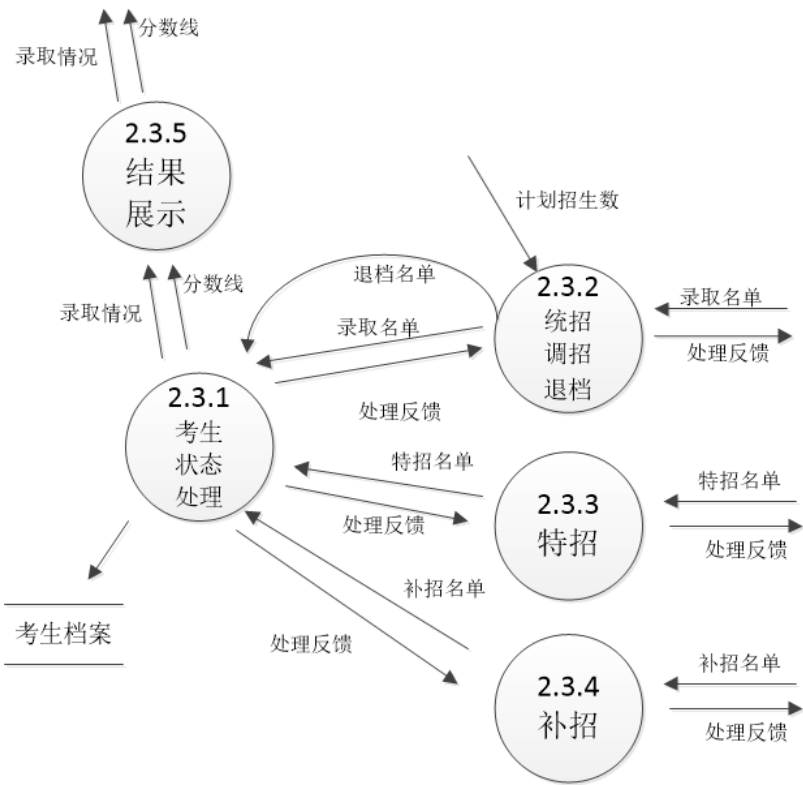 分数线
录取情况
2.3.5
结果
展示
计划招生数
退档名单
分数线
录取情况
录取名单
2.3.2
统招
调招
退档
录取名单
处理反馈
2.3.1
考生
状态
处理
处理反馈
特招名单
处理反馈
2.3.3
特招
特招名单
处理反馈
补招名单
处理反馈
考生档案
2.3.4
补招
补招名单
处理反馈